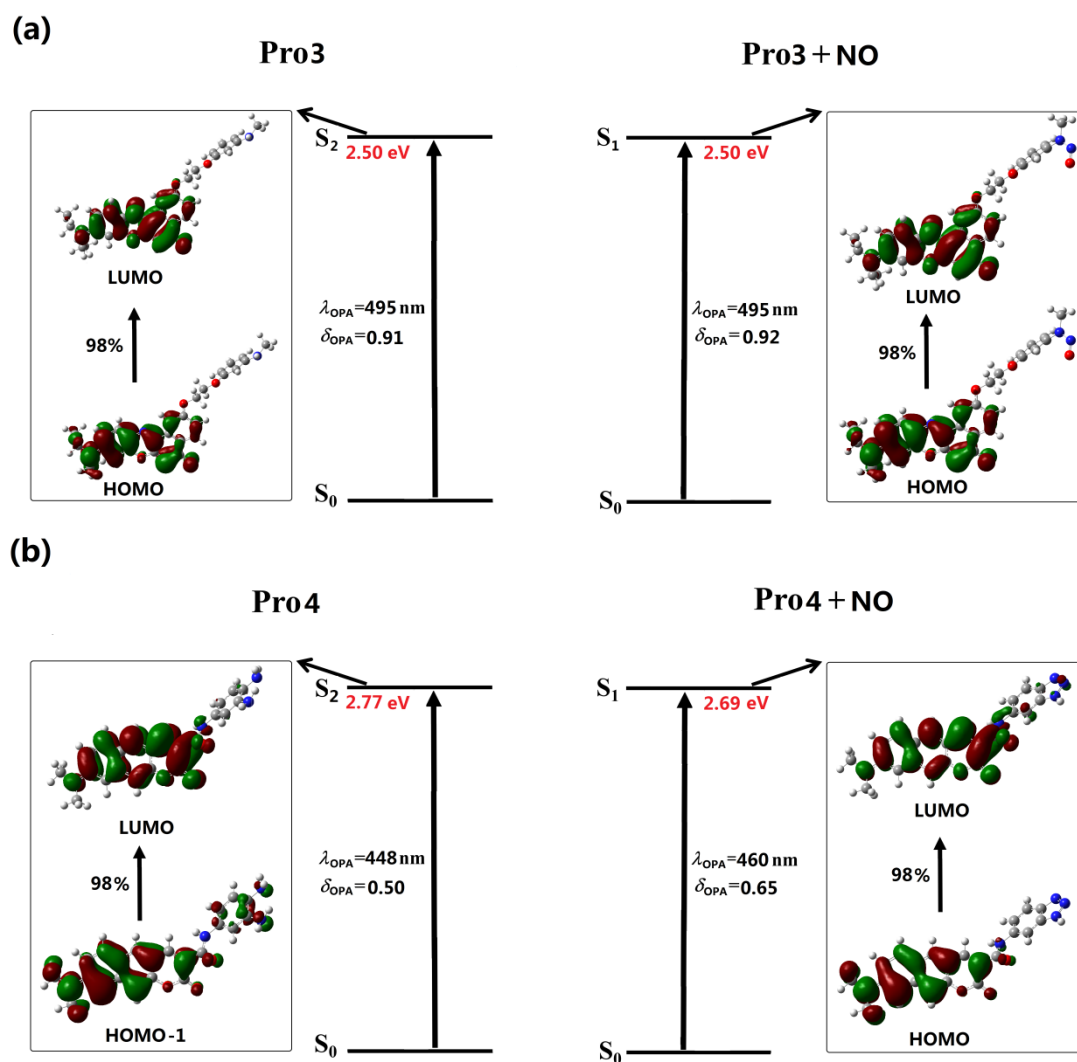 (a)
Pro3
Pro3 + NO
S2
2.50 eV
S1
2.50 eV
LUMO
98%
HOMO
λOPA=495 nm
δOPA=0.91
S0
λOPA=495 nm
δOPA=0.92
S0
LUMO
98%
HOMO
(b)
Pro4
Pro4 + NO
S2
2.77 eV
S1
2.69 eV
LUMO
98%
HOMO-1
λOPA=448 nm
δOPA=0.50
S0
λOPA=460 nm
δOPA=0.65
S0
LUMO
98%
HOMO